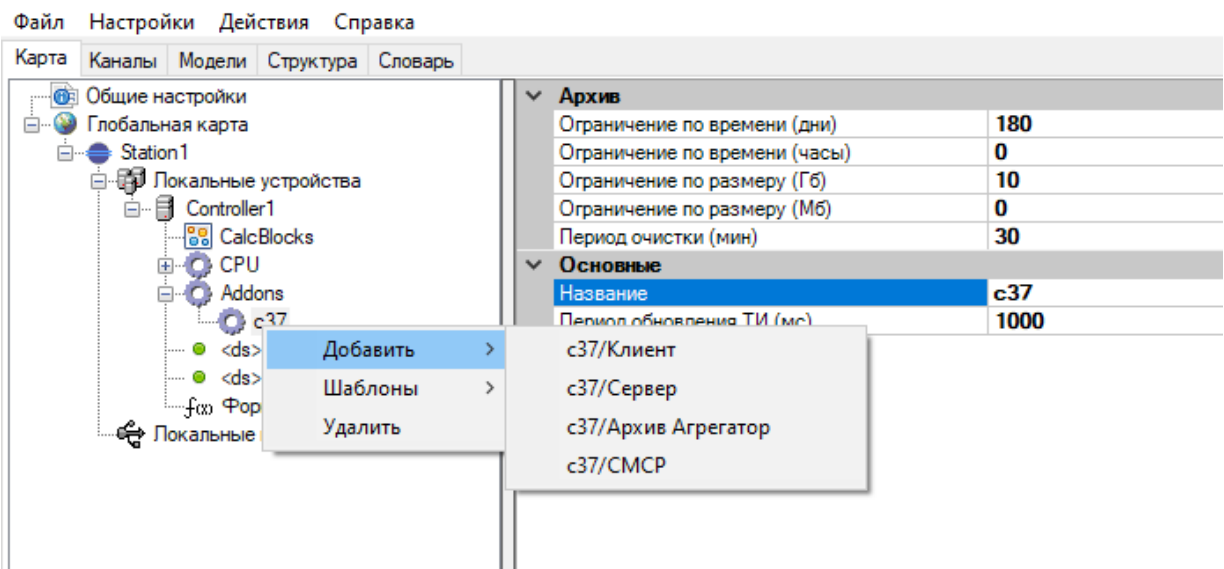 Файл Настройки Действия Справка
Карта Каналы Модели Структура Словарь
Общие настройки
Глобальная карта
Station1
Локальные устройства
Controller1
CalcBlocks
CPU
Addons
c37
<ds>
<ds>
f(x)
Локальные
Добавить
Шаблоны
Удалить
c37/Клиент
c37/Сервер
c37/Архив Агрегатор
c37/СМСР
Архив
Ограничение по времени (дни) 180
Ограничение по времени (часы) 0
Ограничение по размеру (Гб) 10
Ограничение по размеру (Мб) 0
Период очистки (мин) 30
Основные
Название c37
Период обновления ТИ (мс) 1000